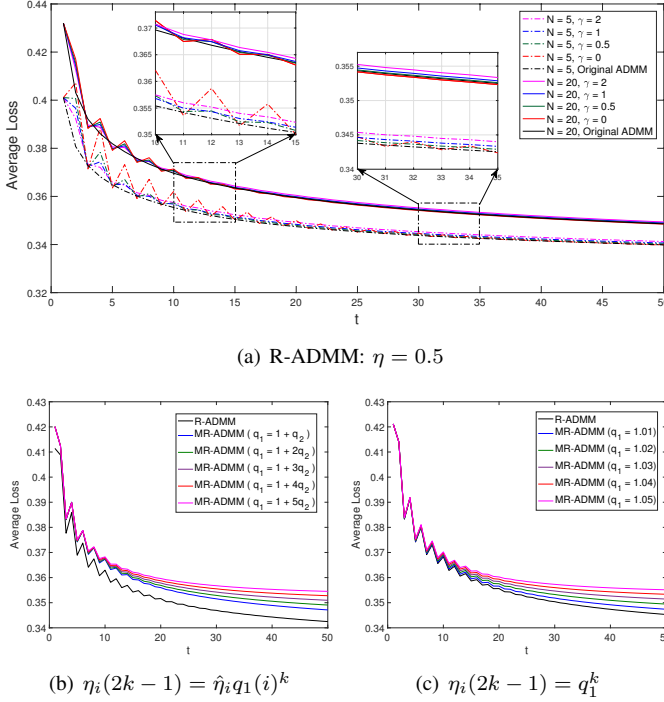 0.44
0.42
0.4
0.38
0.36
0.34
0.32
Average Loss
0 5 10 15 20 25 30 35 40 45 50
t
0.37
0.365
0.36
0.355
0.35
10 11 12 13 14 15
0.355
0.35
0.345
0.34
30 31 32 33 34 35
N = 5, γ = 2
N = 5, γ = 1
N = 5, γ = 0.5
N = 5, γ = 0
N = 5, Original ADMM
N = 20, γ = 2
N = 20, γ = 1
N = 20, γ = 0.5
N = 20, γ = 0
N = 20, Original ADMM
(a) R-ADMM: η = 0.5
0.43
0.42
0.41
0.4
0.39
0.38
0.37
0.36
0.35
0.34
Average Loss
0 10 20 30 40 50
t
R-ADMM
MR-ADMM ( q₁ = 1 + q₂)
MR-ADMM ( q₁ = 1 + 2q₂)
MR-ADMM ( q₁ = 1 + 3q₂)
MR-ADMM ( q₁ = 1 + 4q₂)
MR-ADMM ( q₁ = 1 + 5q₂)
(b) ηᵢ(2k − 1) = η̂ᵢq₁(i)ᵏ
0.43
0.42
0.41
0.4
0.39
0.38
0.37
0.36
0.35
0.34
Average Loss
0 10 20 30 40 50
t
R-ADMM
MR-ADMM (q₁ = 1.01)
MR-ADMM (q₁ = 1.02)
MR-ADMM (q₁ = 1.03)
MR-ADMM (q₁ = 1.04)
MR-ADMM (q₁ = 1.05)
(c) ηᵢ(2k − 1) = q₁ᵏ